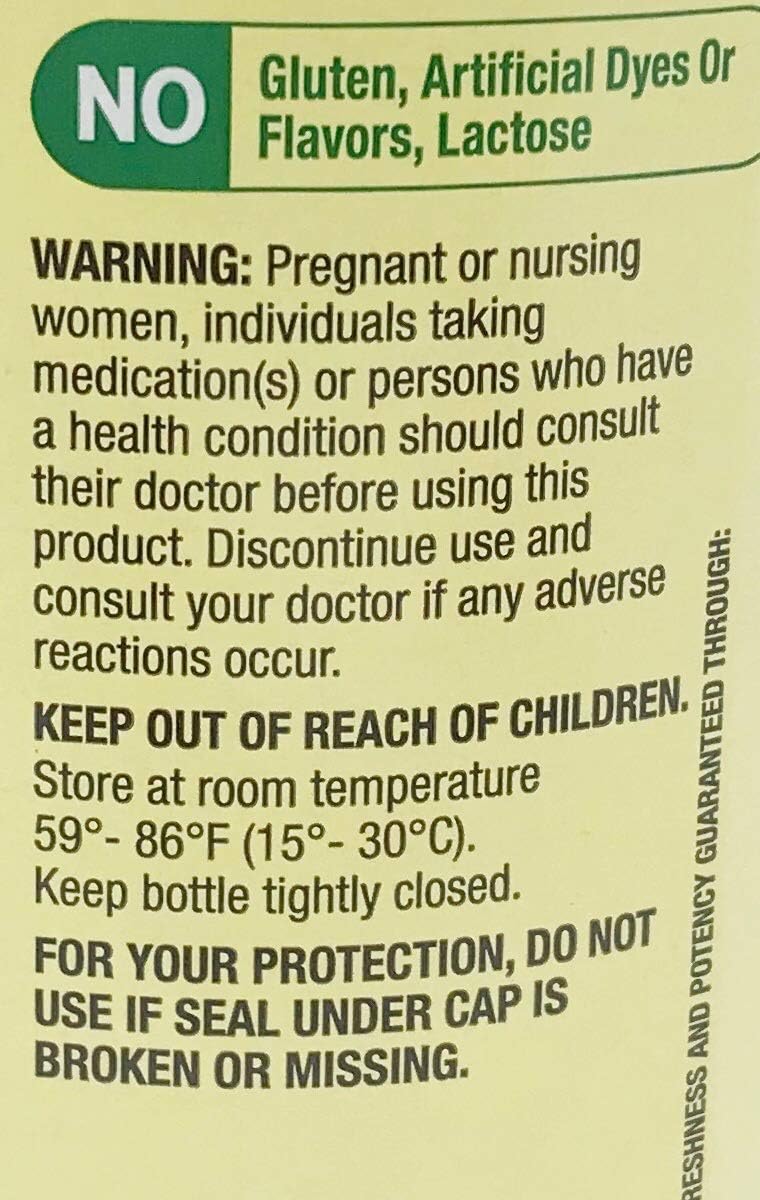 NO
Gluten, Artificial Dyes Or
Flavors, Lactose
WARNING: Pregnant or nursing
women, individuals taking
medication(s) or persons who have
a health condition should consult
their doctor before using this
product. Discontinue use and
consult your doctor if any adverse
reactions occur.
KEEP OUT OF REACH OF CHILDREN.
Store at room temperature
59°- 86°F (15°- 30°C).
Keep bottle tightly closed.
FOR YOUR PROTECTION, DO NOT
USE IF SEAL UNDER CAP IS
BROKEN OR MISSING.
RESHNESS AND POTENCY GUARANTEED THROUGH: